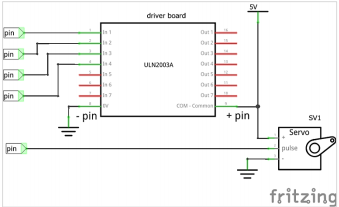 driver board
5V
pin
pin
pin
pin
In 1
In 2
In 3
In 4
In 5
In 6
In 7
0V
ULN2003A
Out 1
Out 2
Out 3
Out 4
Out 5
Out 6
Out 7
COM - Common
- pin
+ pin
SV1
Servo
+
pulse
-
pin
fritzing